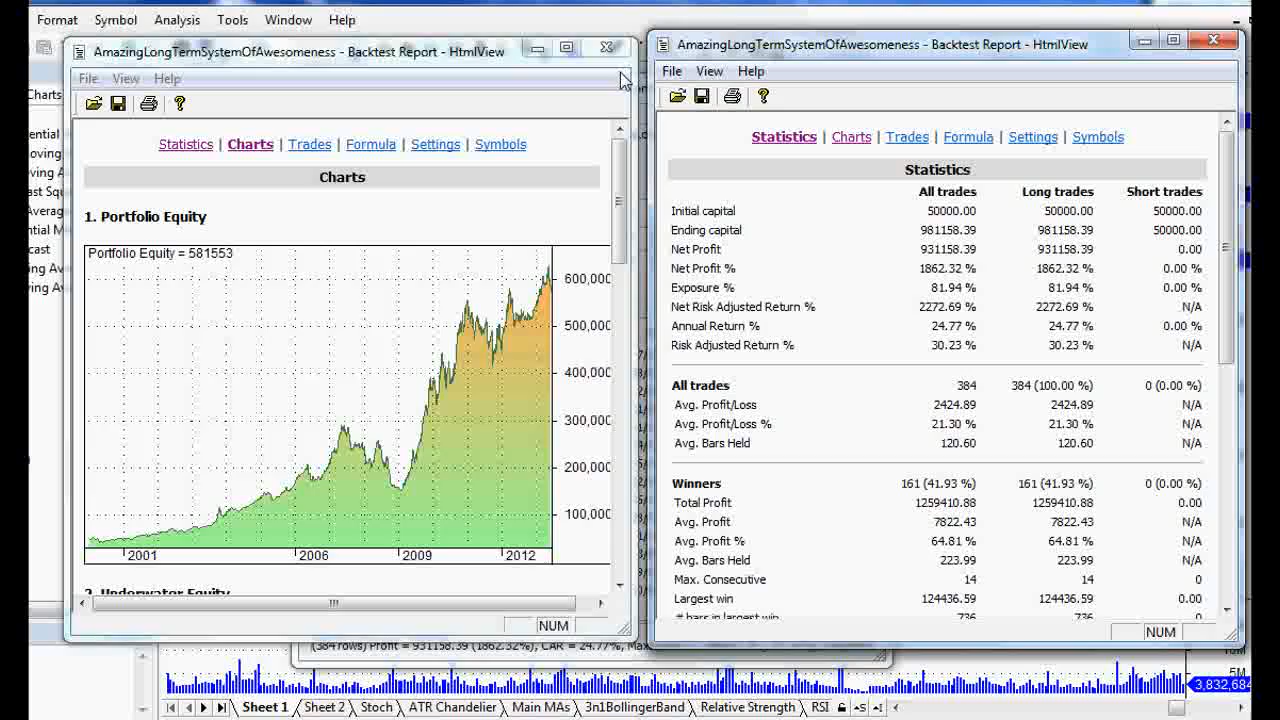 Format Symbol Analysis Tools Window Help
AmazingLongTermSystemOfAwesomeness - Backtest Report - HtmlView
File View Help
Statistics | Charts | Trades | Formula | Settings | Symbols
Charts
1. Portfolio Equity
Portfolio Equity = 581553
600,000
500,000
400,000
300,000
200,000
100,000
2001 2006 2009 2012
2. Underwater Equity
NUM
AmazingLongTermSystemOfAwesomeness - Backtest Report - HtmlView
File View Help
Statistics | Charts | Trades | Formula | Settings | Symbols
Statistics
All trades Long trades Short trades
Initial capital 50000.00 50000.00 50000.00
Ending capital 981158.39 981158.39 50000.00
Net Profit 931158.39 931158.39 0.00
Net Profit % 1862.32 % 1862.32 % 0.00 %
Exposure % 81.94 % 81.94 % 0.00 %
Net Risk Adjusted Return % 2272.69 % 2272.69 % N/A
Annual Return % 24.77 % 24.77 % 0.00 %
Risk Adjusted Return % 30.23 % 30.23 % N/A
All trades 384 384 (100.00 %) 0 (0.00 %)
Avg. Profit/Loss 2424.89 2424.89 N/A
Avg. Profit/Loss % 21.30 % 21.30 % N/A
Avg. Bars Held 120.60 120.60 N/A
Winners 161 (41.93 %) 161 (41.93 %) 0 (0.00 %)
Total Profit 1259410.88 1259410.88 0.00
Avg. Profit 7822.43 7822.43 N/A
Avg. Profit % 64.81 % 64.81 % N/A
Avg. Bars Held 223.99 223.99 N/A
Max. Consecutive 14 14 0
Largest win 124436.59 124436.59 0.00
# bars in largest win 736 736 0
NUM
Charts
(384 rows) Profit = 931158.39 (1862.32%), CAR = 24.77%,
5M
3,832,684
Sheet 1 Sheet 2 Stoch ATR Chandelier Main MAs 3n1BollingerBand Relative Strength RSI